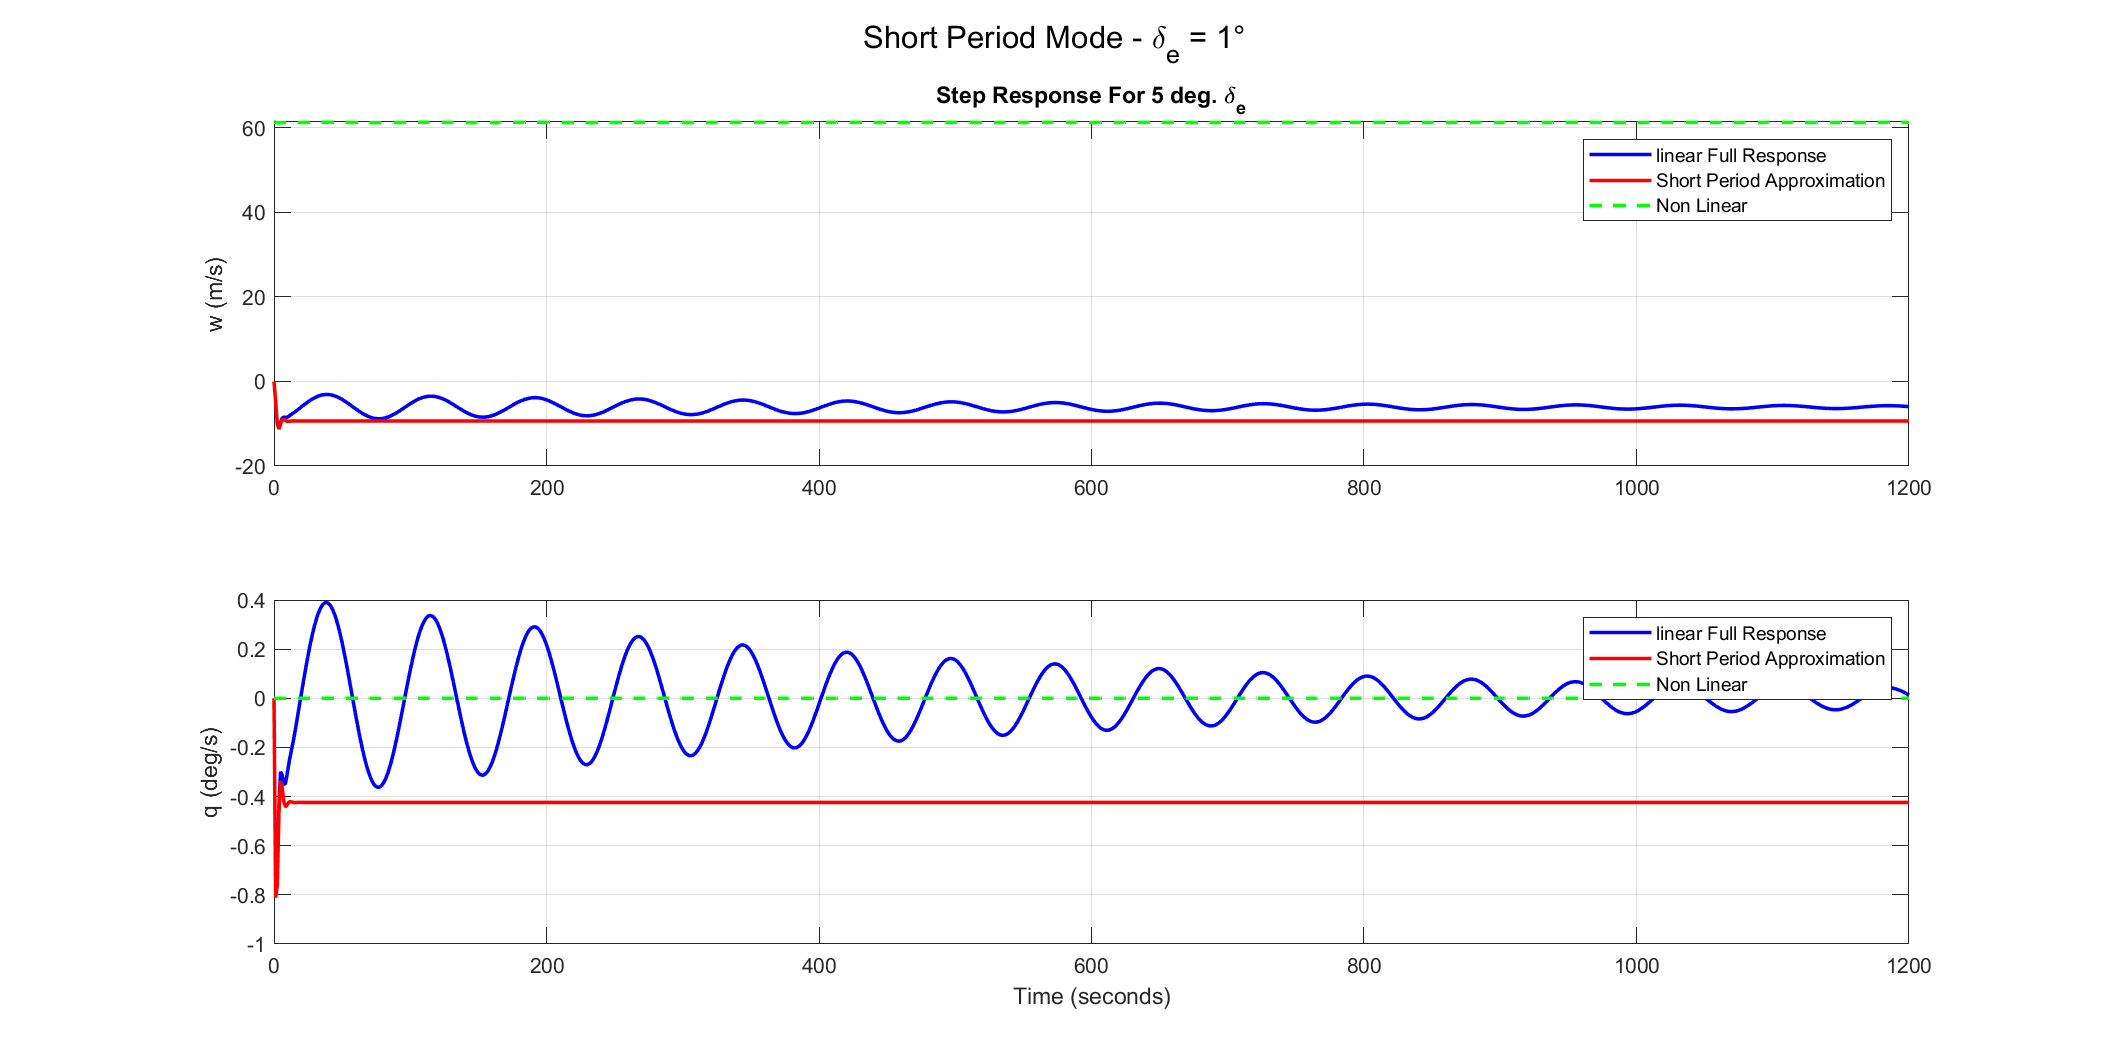 Short Period Mode - δe = 1°
Step Response For 5 deg. δe
60
40
20
0
-20
w (m/s)
linear Full Response
Short Period Approximation
Non Linear
0 200 400 600 800 1000 1200
0.4
0.2
0
-0.2
-0.4
-0.6
-0.8
-1
q (deg/s)
linear Full Response
Short Period Approximation
Non Linear
0 200 400 600 800 1000 1200
Time (seconds)